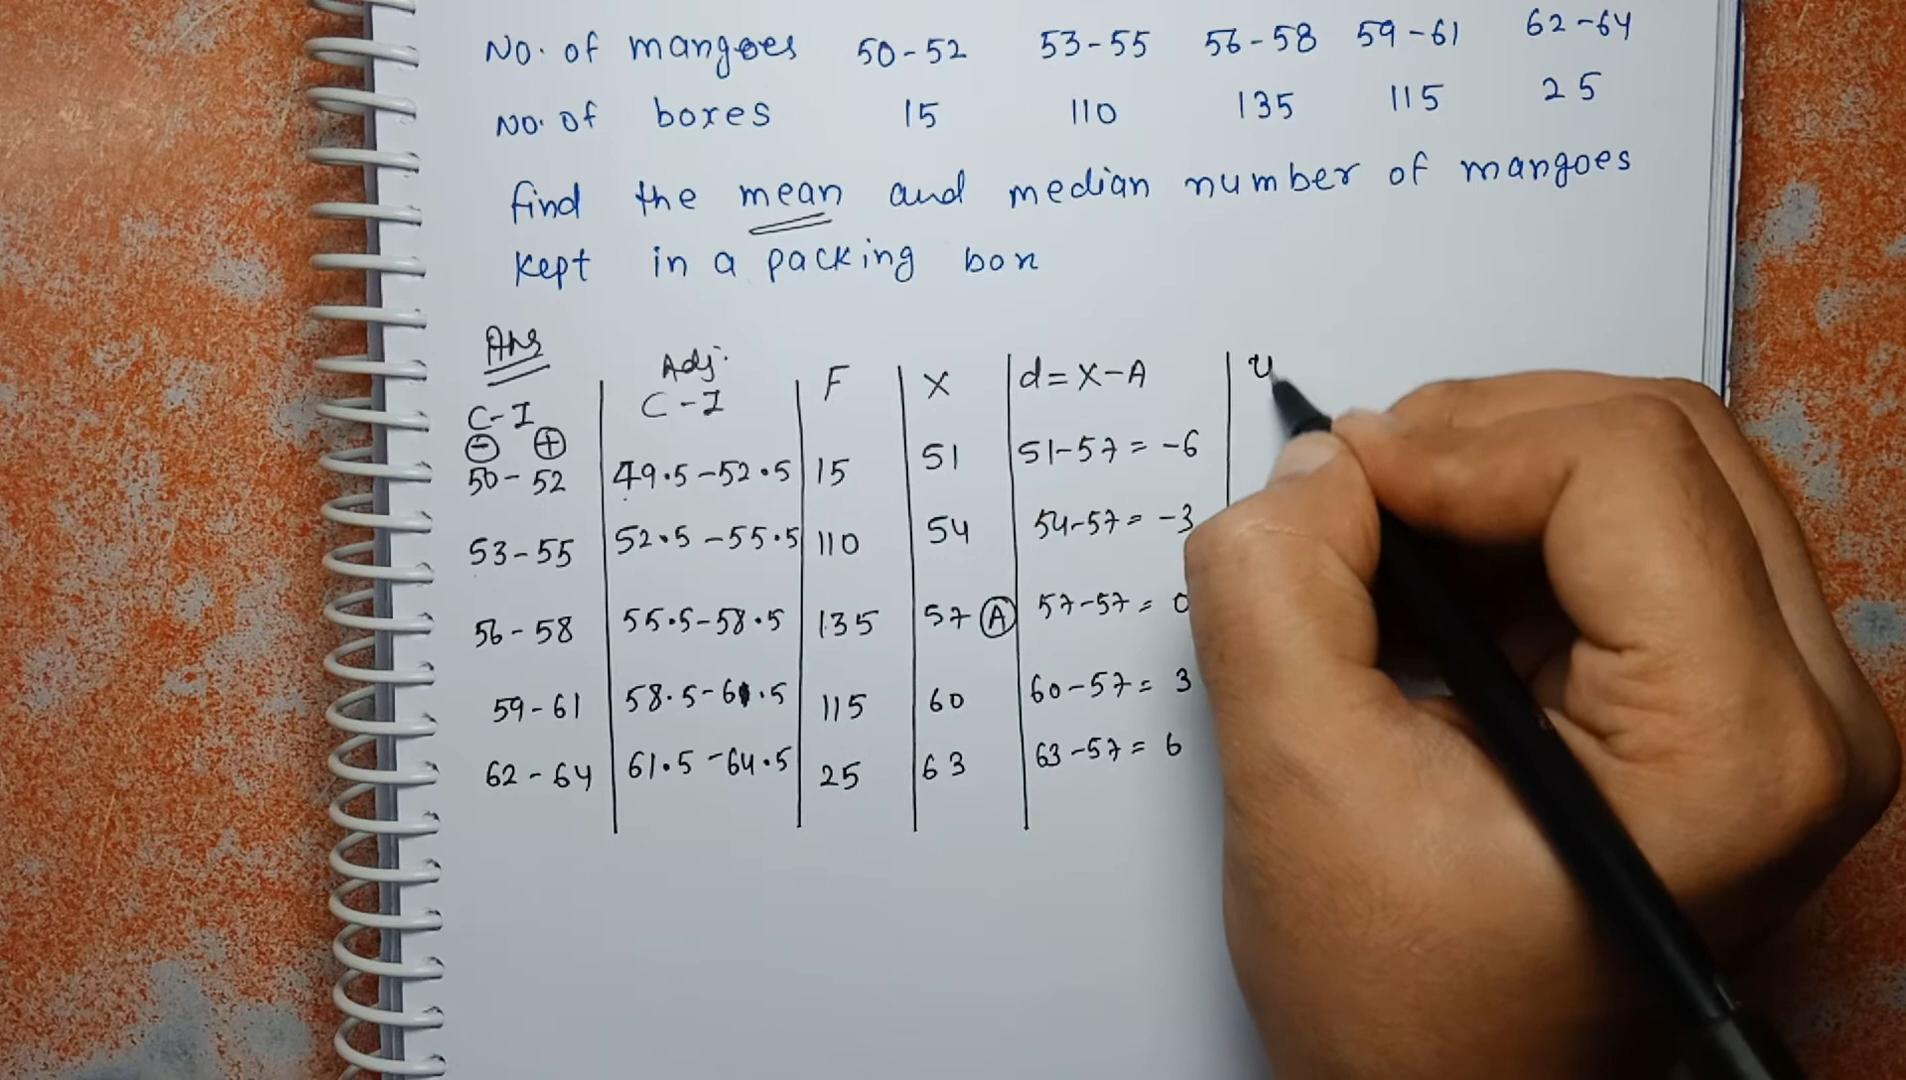 No. of mangoes 50-52 53-55 56-58 59-61 62-64
No. of boxes 15 110 135 115 25
find the mean and median number of mangoes
kept in a packing box
Ans
C-I Adj. C-I F X d=X-A u
- +
50-52 49.5-52.5 15 51 51-57=-6
53-55 52.5-55.5 110 54 54-57=-3
56-58 55.5-58.5 135 57 A 57-57=0
59-61 58.5-61.5 115 60 60-57=3
62-64 61.5-64.5 25 63 63-57=6